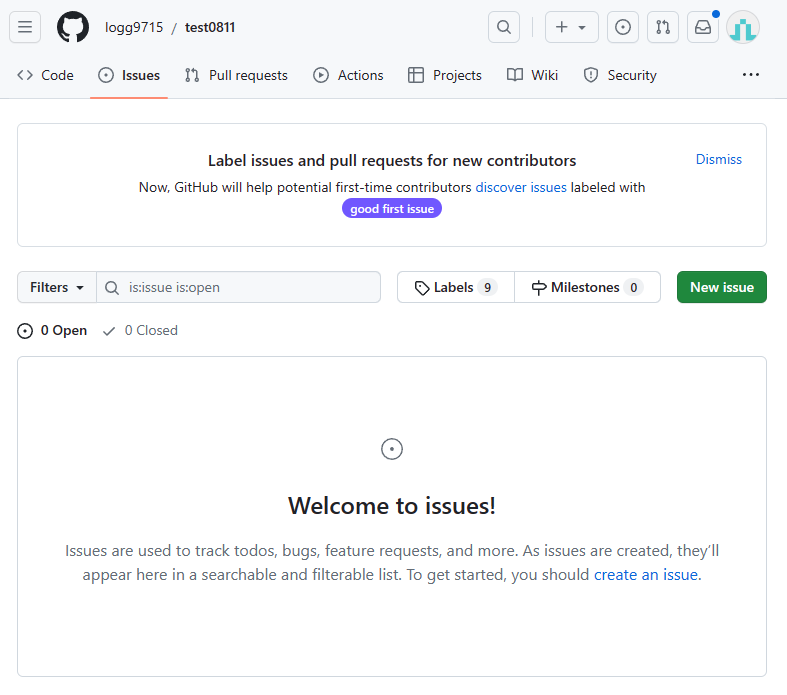 logg9715 / test0811
Code Issues Pull requests Actions Projects Wiki Security
Label issues and pull requests for new contributors
Dismiss
Now, GitHub will help potential first-time contributors discover issues labeled with
good first issue
Filters is:issue is:open Labels 9 Milestones 0 New issue
0 Open 0 Closed
Welcome to issues!
Issues are used to track todos, bugs, feature requests, and more. As issues are created, they’ll
appear here in a searchable and filterable list. To get started, you should create an issue.